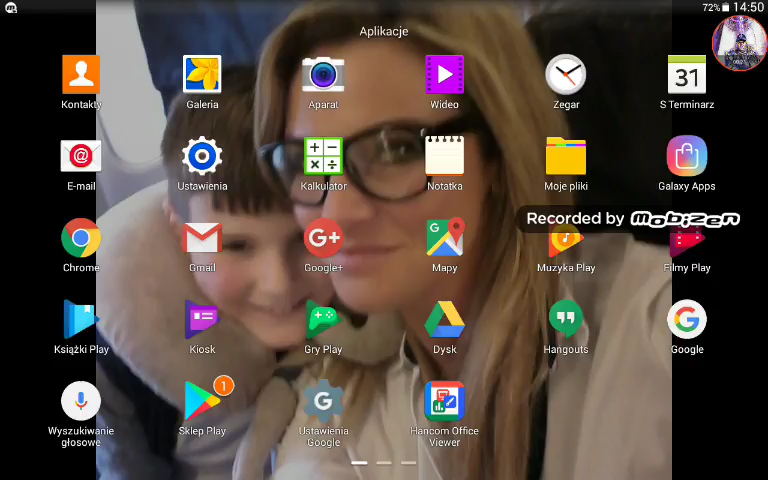 72% 14:50
Aplikacje
31
Kontakty Galeria Aparat Wideo Zegar S Terminarz
E-mail Ustawienia Kalkulator Notatka Moje pliki Galaxy Apps
Recorded by Mobizen
Chrome Gmail Google+ Mapy Muzyka Play Filmy Play
Książki Play Kiosk Gry Play Dysk Hangouts Google
1
Wyszukiwanie głosowe Sklep Play Ustawienia Google Hancom Office Viewer